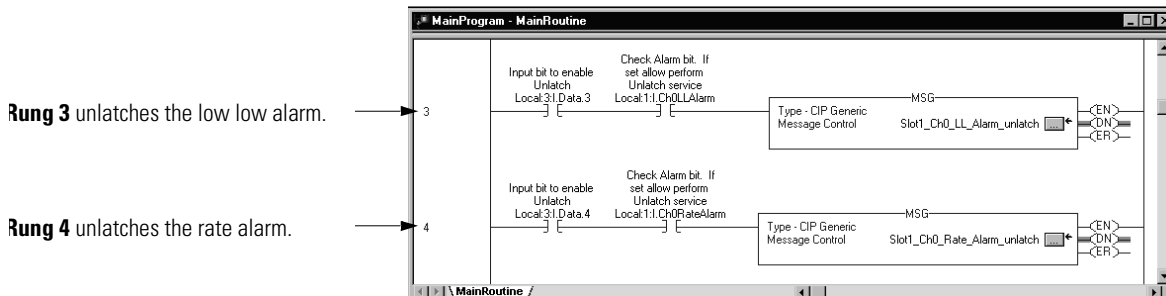 MainProgram - MainRoutine
Rung 3 unlatches the low low alarm.
3
Input bit to enable
Unlatch
Local:3:I.Data.3
Check Alarm bit. If
set allow perform
Unlatch service
Local:1:I.Ch0LLAlarm
MSG
Type - CIP Generic
Message Control
Slot1_Ch0_LL_Alarm_unlatch
...
EN
DN
ER
Rung 4 unlatches the rate alarm.
4
Input bit to enable
Unlatch
Local:3:I.Data.4
Check Alarm bit. If
set allow perform
Unlatch service
Local:1:I.Ch0RateAlarm
MSG
Type - CIP Generic
Message Control
Slot1_Ch0_Rate_Alarm_unlatch
...
EN
DN
ER
MainRoutine